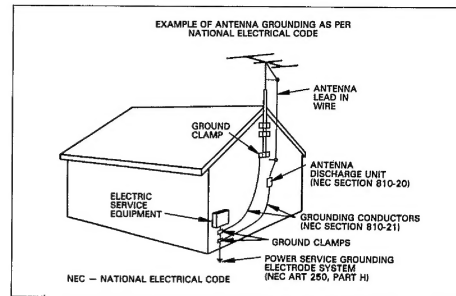 EXAMPLE OF ANTENNA GROUNDING AS PER
NATIONAL ELECTRICAL CODE
ANTENNA
LEAD IN
WIRE
GROUND
CLAMP
ANTENNA
DISCHARGE UNIT
(NEC SECTION 810-20)
ELECTRIC
SERVICE
EQUIPMENT
GROUNDING CONDUCTORS
(NEC SECTION 810-21)
GROUND CLAMPS
POWER SERVICE GROUNDING
ELECTRODE SYSTEM
(NEC ART 250, PART H)
NEC — NATIONAL ELECTRICAL CODE